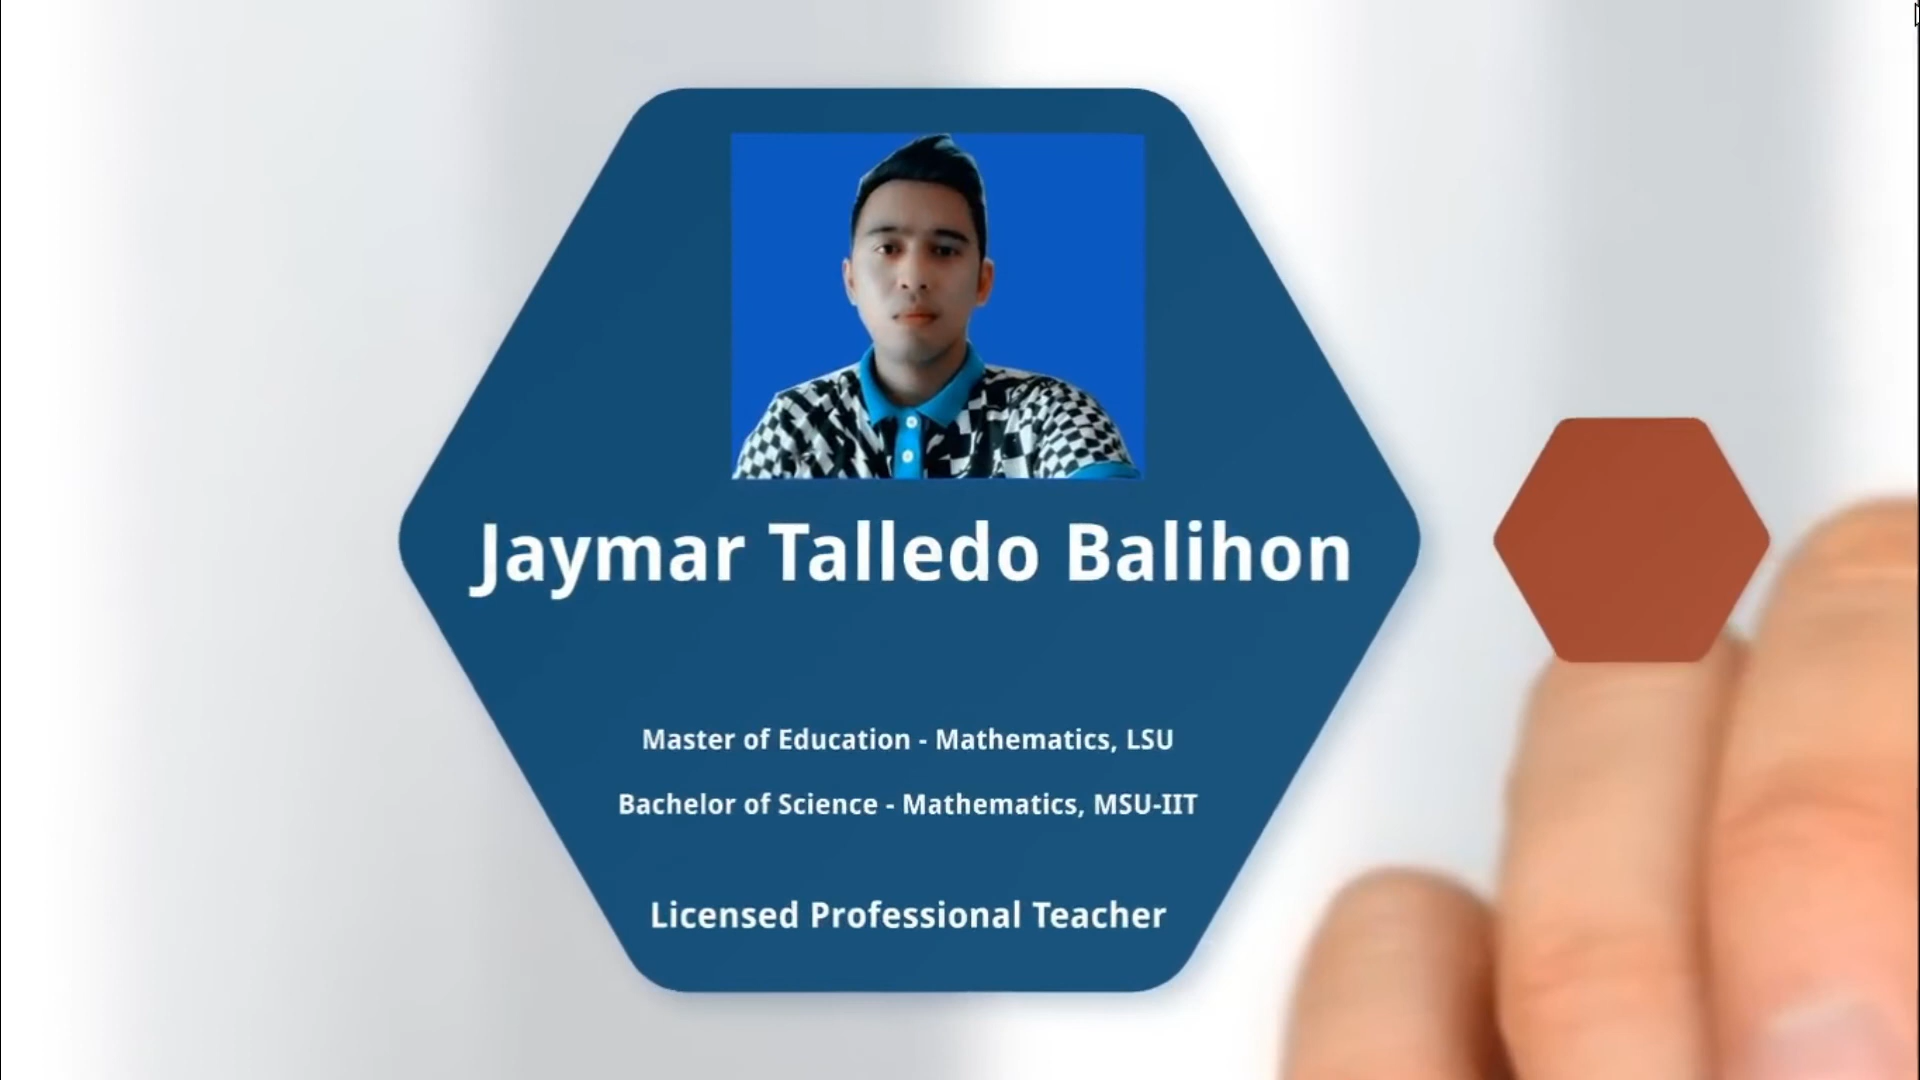 Jaymar Talledo Balihon
Master of Education - Mathematics, LSU
Bachelor of Science - Mathematics, MSU-IIT
Licensed Professional Teacher